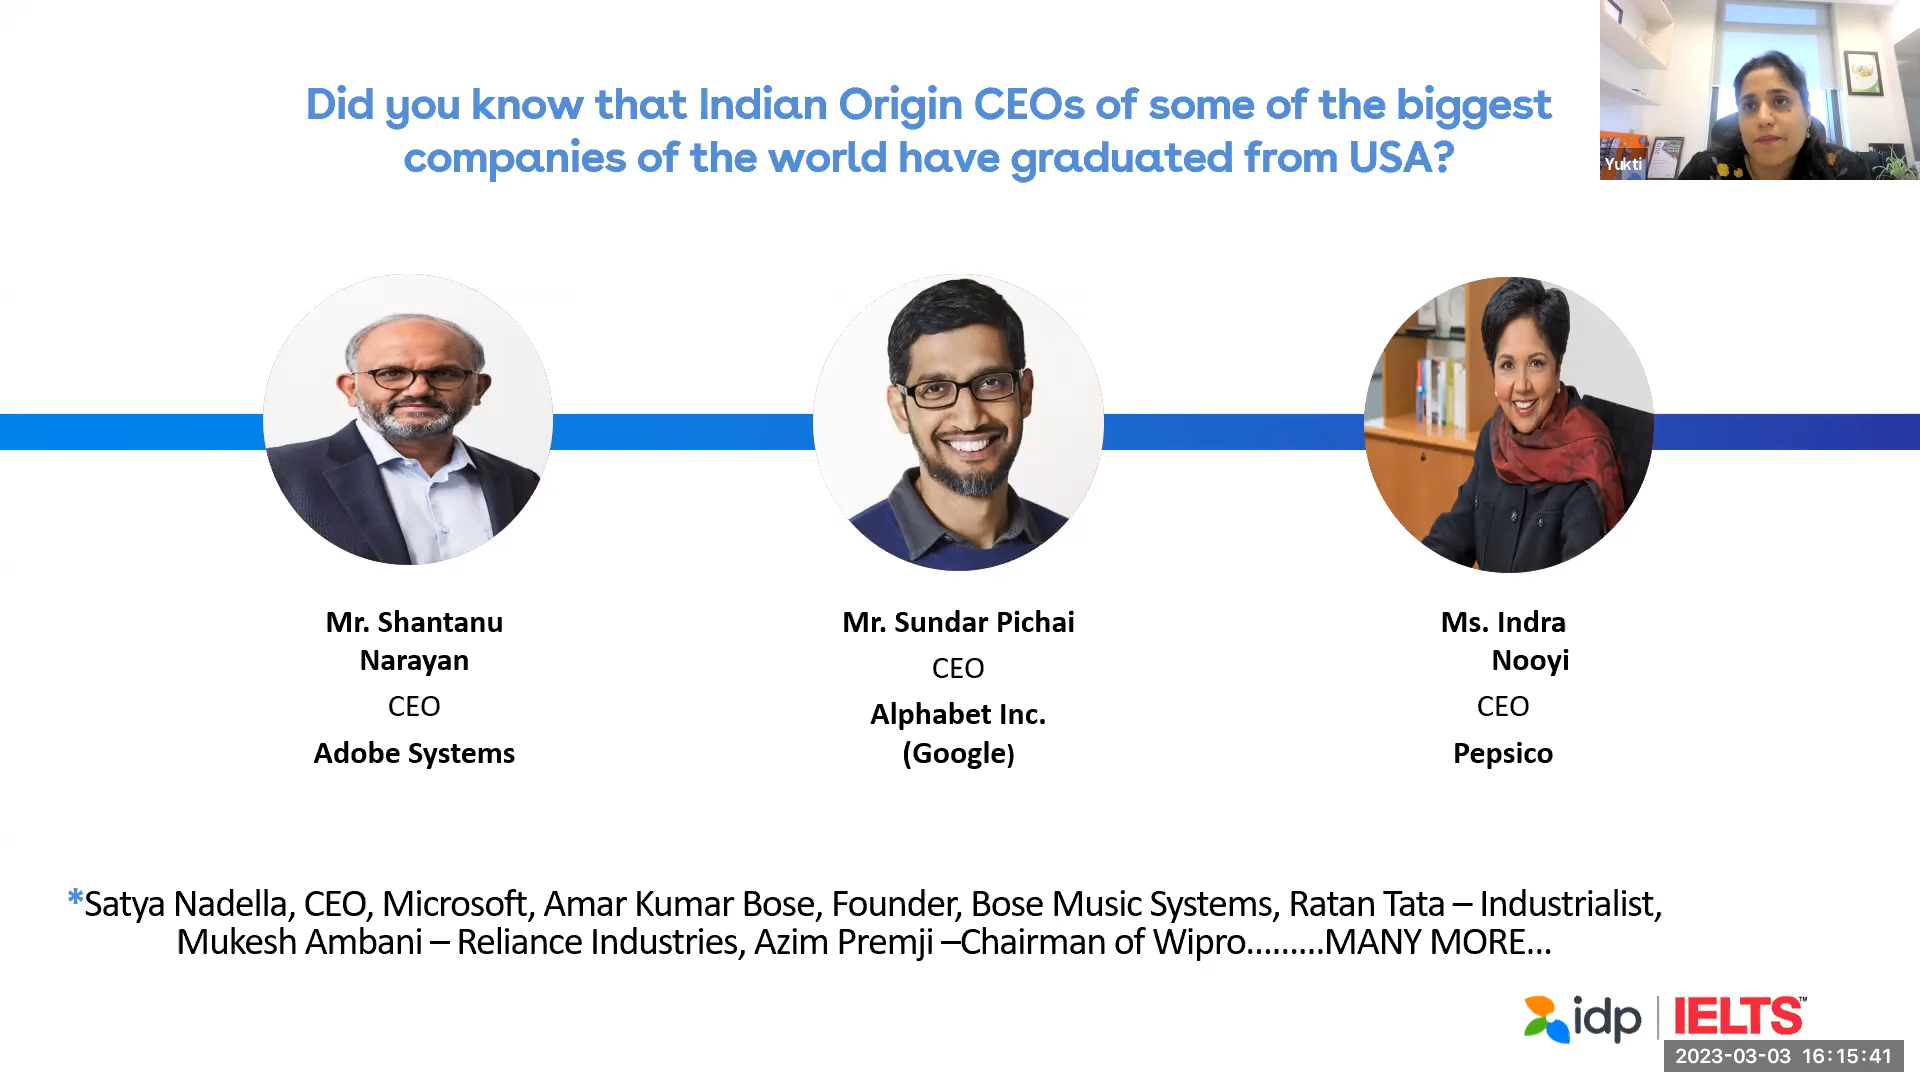 Did you know that Indian Origin CEOs of some of the biggest
companies of the world have graduated from USA?
Yukti
Mr. Shantanu
Narayan
CEO
Adobe Systems
Mr. Sundar Pichai
CEO
Alphabet Inc.
(Google)
Ms. Indra
Nooyi
CEO
Pepsico
*Satya Nadella, CEO, Microsoft, Amar Kumar Bose, Founder, Bose Music Systems, Ratan Tata – Industrialist,
Mukesh Ambani – Reliance Industries, Azim Premji –Chairman of Wipro.........MANY MORE...
idp IELTS™
2023-03-03 16:15:41